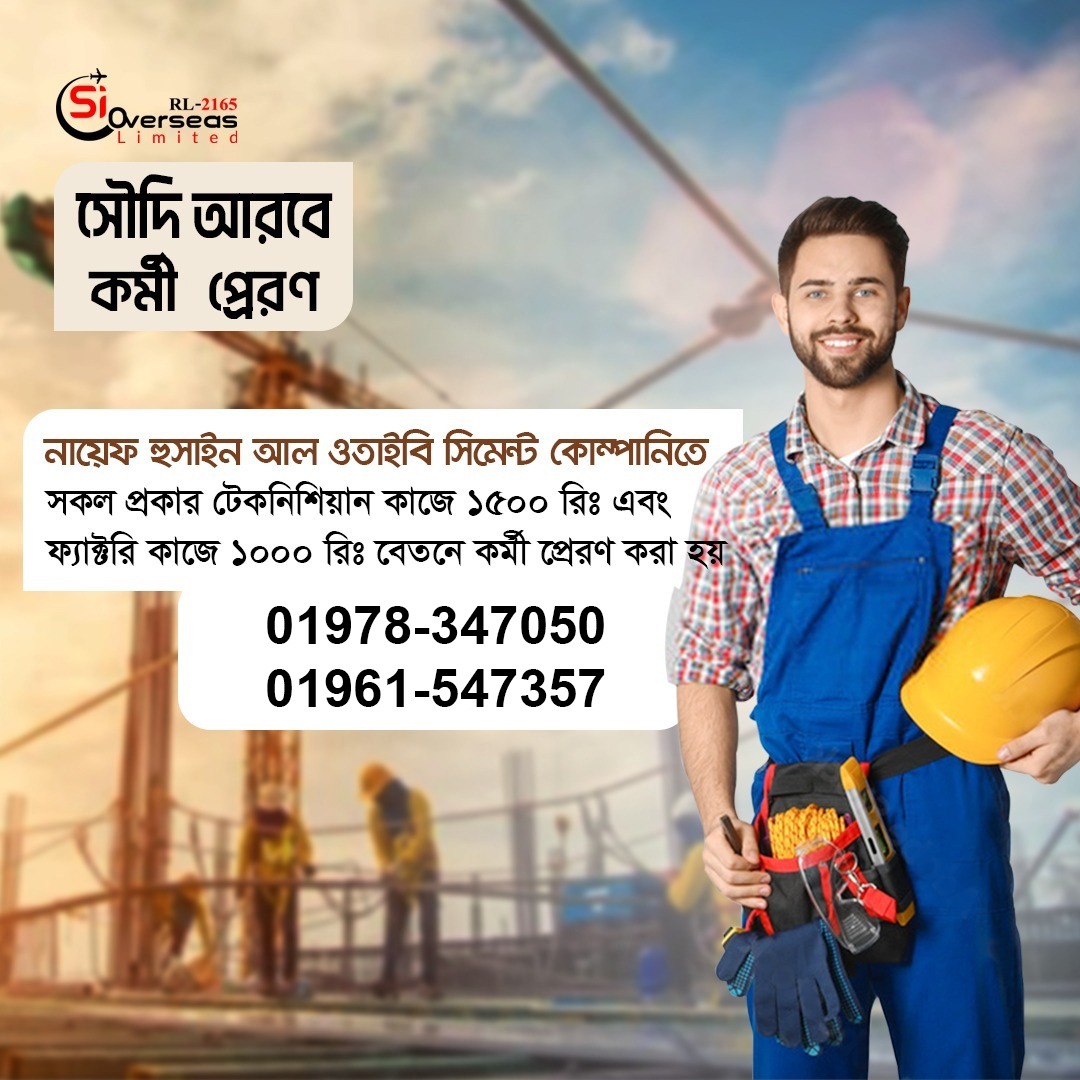 Si RL-2165
Overseas
Limited
সৌদি আরবে
কর্মী প্রেরণ
নায়েফ হুসাইন আল ওতাইবি সিমেন্ট কোম্পানিতে
সকল প্রকার টেকনিশিয়ান কাজে ১৫০০ রিঃ এবং
ফ্যাক্টরি কাজে ১০০০ রিঃ বেতনে কর্মী প্রেরণ করা হয়
01978-347050
01961-547357